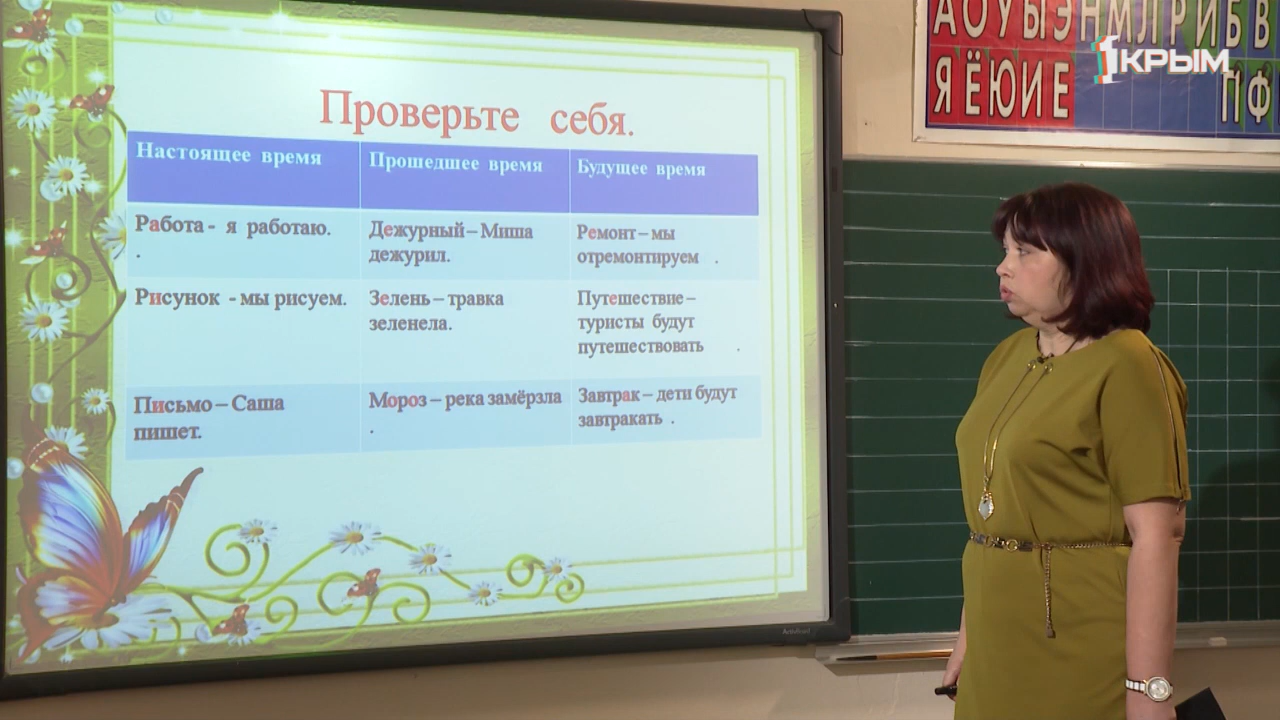 Проверьте себя.
Настоящее время
Прошедшее время
Будущее время
Работа - я работаю.
.
Дежурный – Миша
дежурил.
Ремонт – мы
отремонтируем .
Рисунок - мы рисуем.
Зелень – травка
зеленела.
Путешествие –
туристы будут
путешествовать .
Письмо – Саша
пишет.
Мороз – река замёрзла
.
Завтрак – дети будут
завтракать .
АОУЫЭНМЛРИБВ
ЯЁЮИЕ ПФ
1КРЫМ
ActivBoard